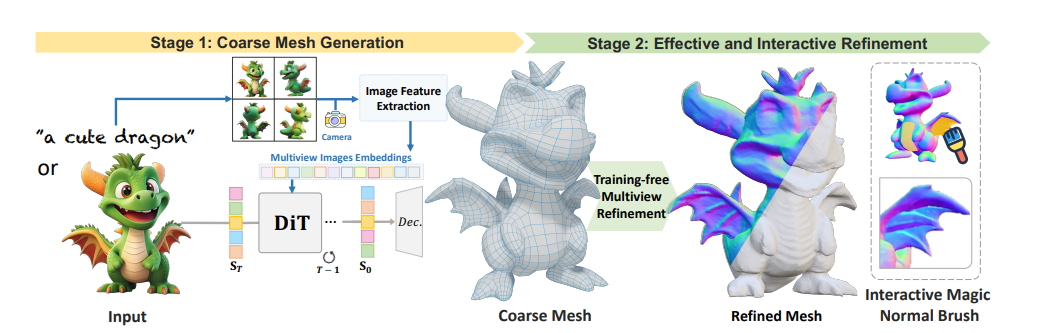 Stage 1: Coarse Mesh Generation
Stage 2: Effective and Interactive Refinement
"a cute dragon"
or
Input
Camera
Image Feature
Extraction
Multiview Images Embeddings
S_T
DiT
...
T − 1
S_0
Dec.
Coarse Mesh
Training-free
Multiview
Refinement
Refined Mesh
Interactive Magic
Normal Brush